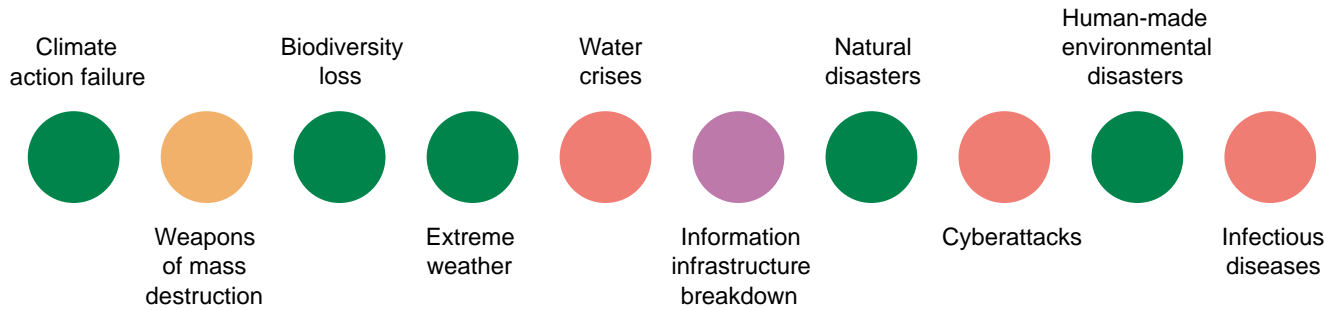 Climate
action failure
Weapons
of mass
destruction
Biodiversity
loss
Extreme
weather
Water
crises
Information
infrastructure
breakdown
Natural
disasters
Cyberattacks
Human-made
environmental
disasters
Infectious
diseases